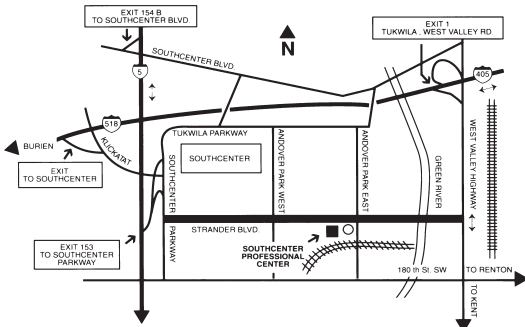 EXIT 154 B
TO SOUTHCENTER BLVD.
N
EXIT 1
TUKWILA , WEST VALLEY RD.
SOUTHCENTER BLVD
5
405
518
BURIEN
KLICKATAT
TUKWILA PARKWAY
EXIT
TO SOUTHCENTER
SOUTHCENTER
SOUTHCENTER
PARKWAY
ANDOVER PARK WEST
ANDOVER PARK EAST
GREEN RIVER
WEST VALLEY HIGHWAY
STRANDER BLVD.
EXIT 153
TO SOUTHCENTER
PARKWAY
SOUTHCENTER
PROFESSIONAL
CENTER
180 th St. SW
TO RENTON
TO KENT